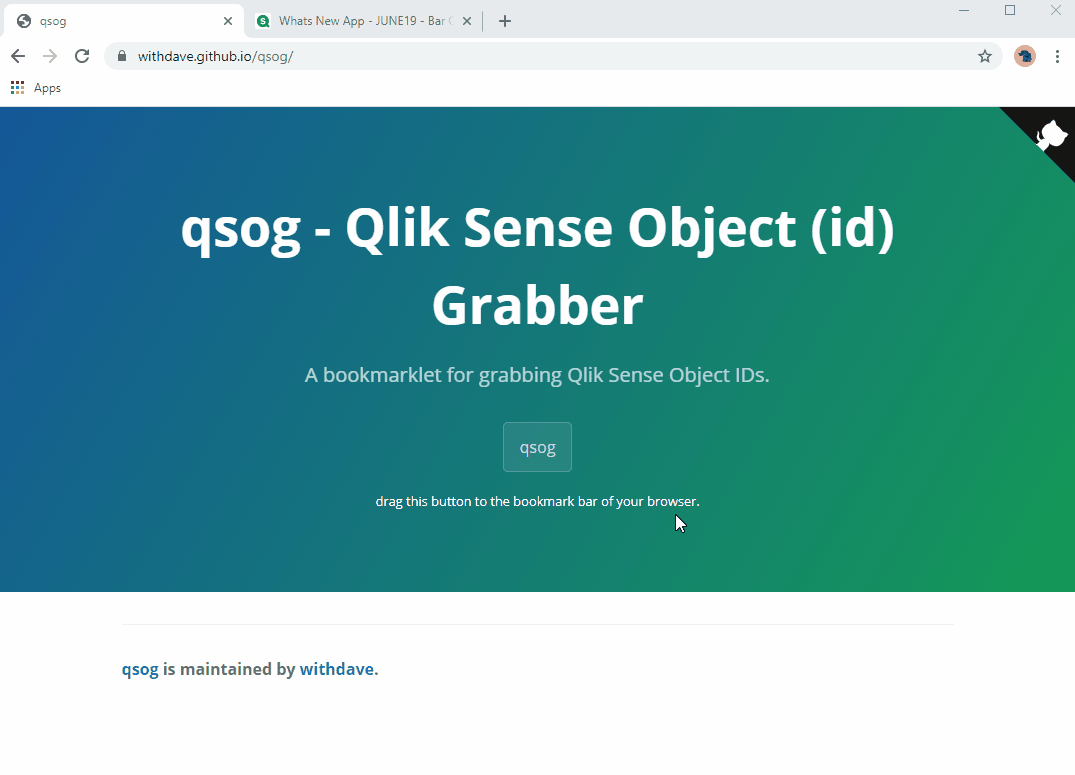 qsog
Whats New App - JUNE19 - Bar
withdave.github.io/qsog/
Apps
qsog - Qlik Sense Object (id)
Grabber
A bookmarklet for grabbing Qlik Sense Object IDs.
qsog
drag this button to the bookmark bar of your browser.
qsog is maintained by withdave.